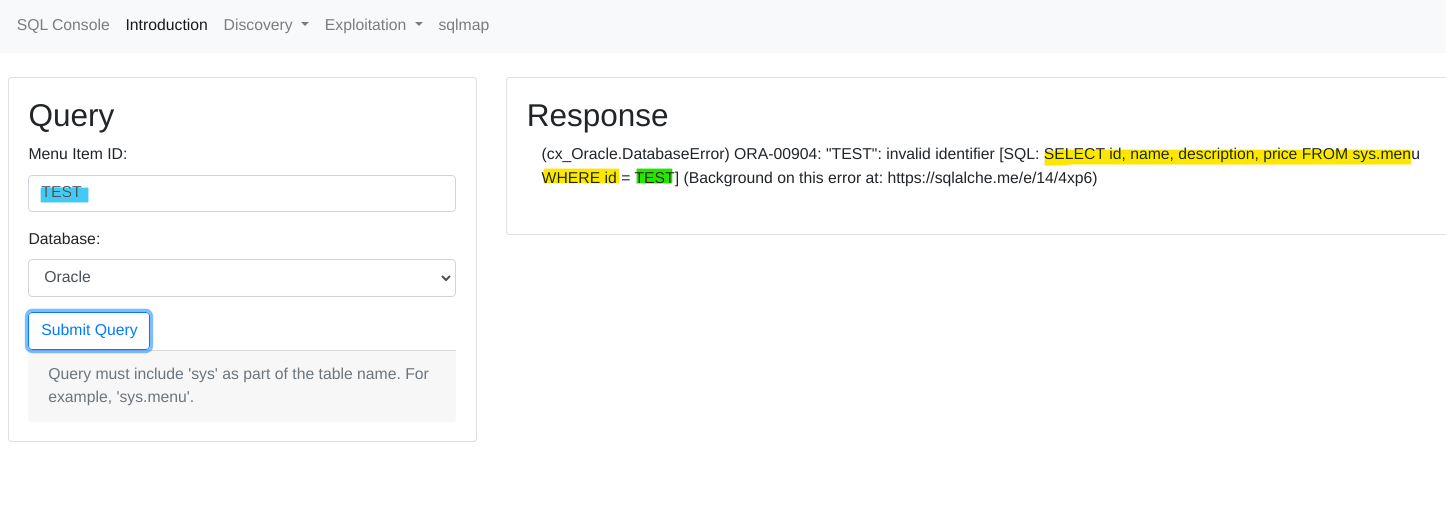 SQL Console Introduction Discovery Exploitation sqlmap
Query
Menu Item ID:
TEST
Database:
Oracle
Submit Query
Query must include 'sys' as part of the table name. For
example, 'sys.menu'.
Response
(cx_Oracle.DatabaseError) ORA-00904: "TEST": invalid identifier [SQL: SELECT id, name, description, price FROM sys.menu
WHERE id = TEST] (Background on this error at: https://sqlalche.me/e/14/4xp6)